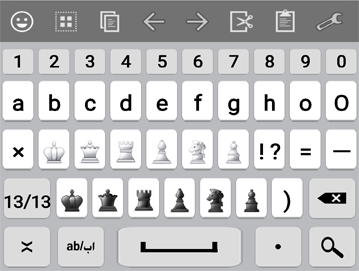 1 2 3 4 5 6 7 8 9 0
a b c d e f g h o O
× ♔ ♕ ♖ ♗ ♘ ♙ !? = —
13/13 ♚ ♛ ♜ ♝ ♞ ♟ )
ab/اب .